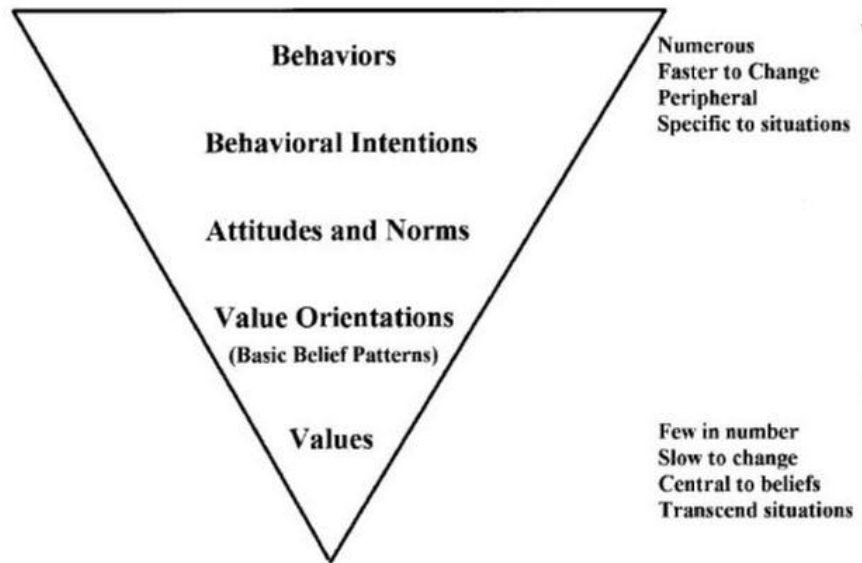 Behaviors
Numerous
Faster to Change
Peripheral
Specific to situations
Behavioral Intentions
Attitudes and Norms
Value Orientations
(Basic Belief Patterns)
Values
Few in number
Slow to change
Central to beliefs
Transcend situations